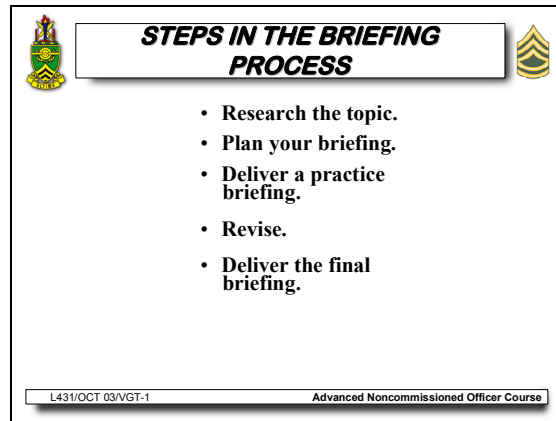 STEPS IN THE BRIEFING
PROCESS
• Research the topic.
• Plan your briefing.
• Deliver a practice
briefing.
• Revise.
• Deliver the final
briefing.
L431/OCT 03/VGT-1
Advanced Noncommissioned Officer Course
ULTIMA